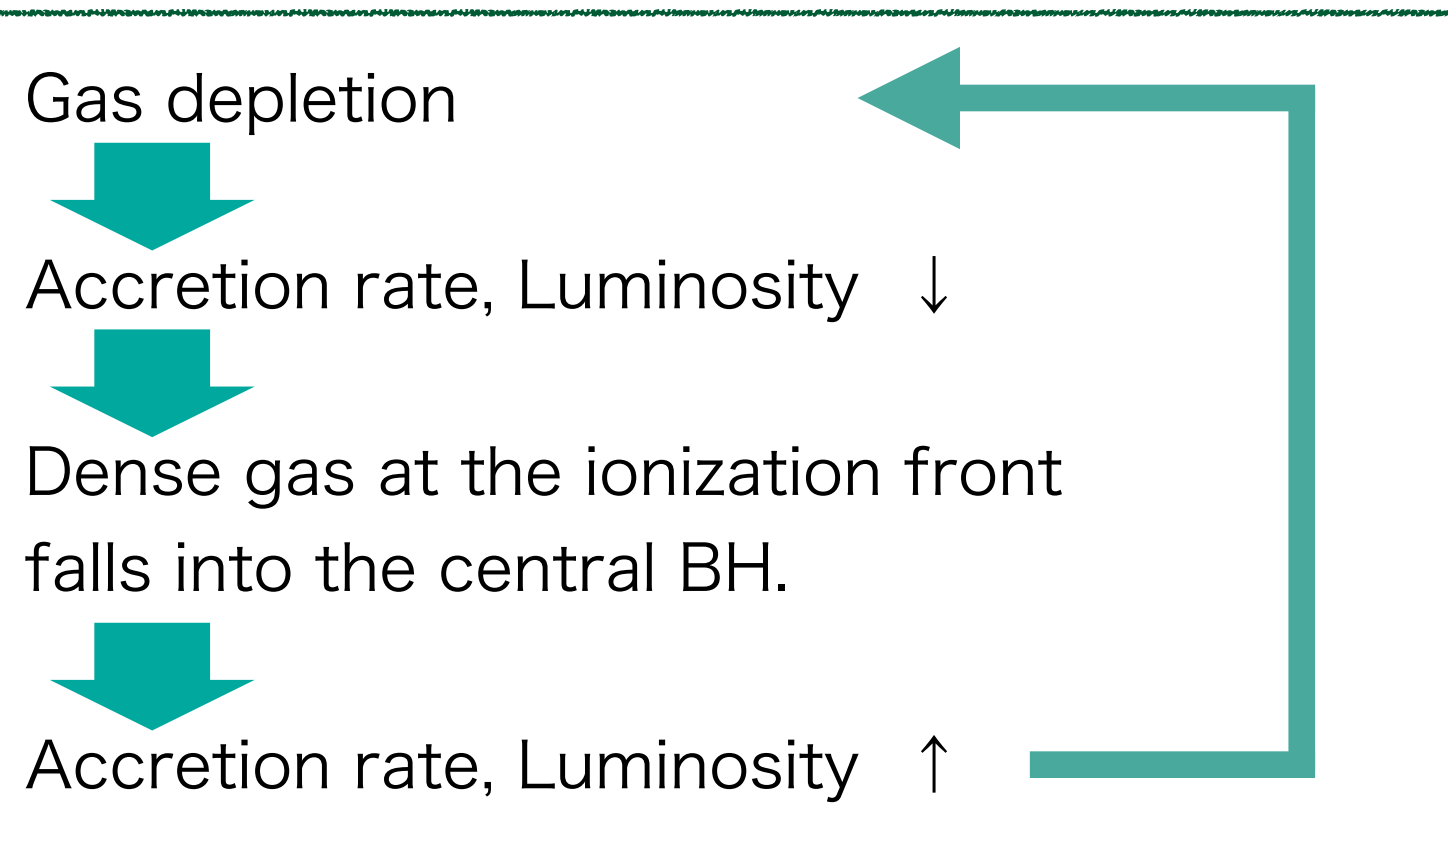 Gas depletion
Accretion rate, Luminosity ↓
Dense gas at the ionization front
falls into the central BH.
Accretion rate, Luminosity ↑